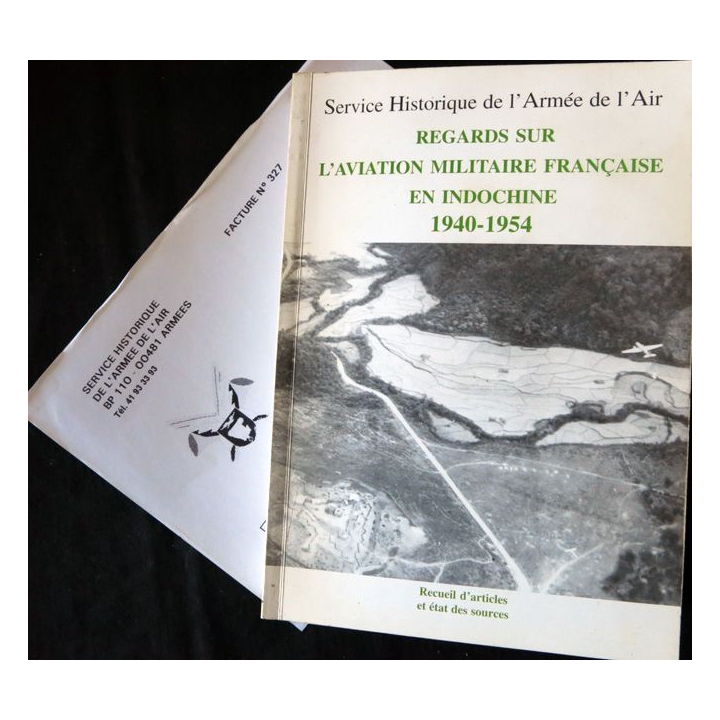 Service Historique de l'Armée de l'Air
REGARDS SUR
L'AVIATION MILITAIRE FRANÇAISE
EN INDOCHINE
1940-1954
Recueil d'articles
et état des sources
FACTURE N° 327
SERVICE HISTORIQUE
DE L'ARMEE DE L'AIR
BP 110 - 00481 ARMEES
Tél. 41 93 33 93